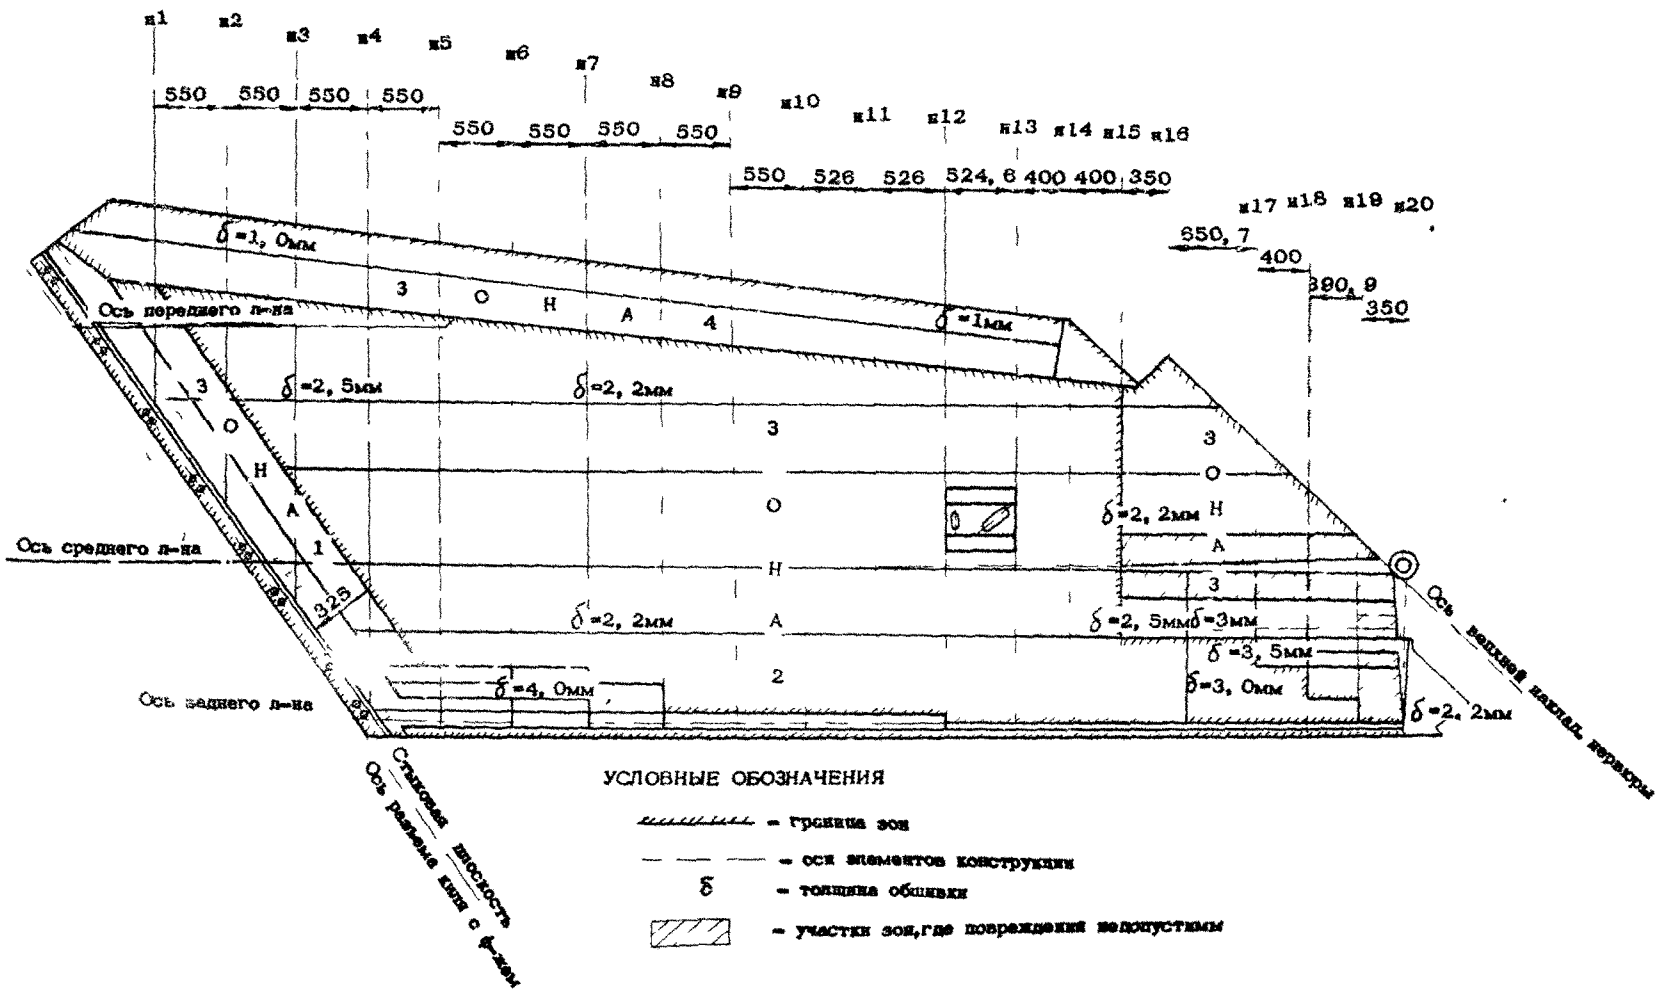 н1 н2 н3 н4 н5 н6 н7 н8 н9 н10 н11 н12 н13 н14 н15 н16
550 550 550 550
550 550 550 550
550 526 526 524,6 400 400 350
н17 н18 н19 н20
650,7
400
390,9
350
δ=1,0мм
ЗОНА 4
δ=1мм
Ось переднего л-на
δ=2,5мм
δ=2,2мм
ЗОНА 1
ЗОНА 2
ЗОНА 3
δ=2,2мм
Ось среднего л-на
325
δ=2,2мм
δ=2,5мм
δ=3мм
δ=3,5мм
δ=4,0мм
δ=3,0мм
Ось заднего л-на
δ=2,2мм
Ось верхней наклад. нервюры
Стыковая плоскость
Ось разъема киля с ф-жем
УСЛОВНЫЕ ОБОЗНАЧЕНИЯ
- граница зон
- оси элементов конструкции
δ - толщина обшивки
- участки зон,где повреждения недопустимы